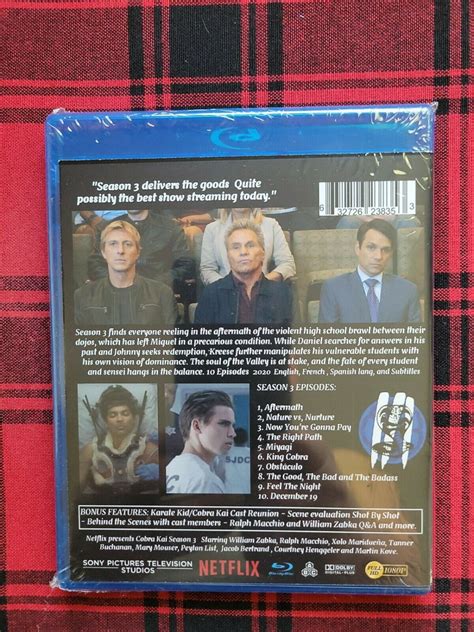 "Season 3 delivers the goods Quite
possibly the best show streaming today."
6 32726 23835 3
Season 3 finds everyone reeling in the aftermath of the violent high school brawl between their
dojos, which has left Miguel in a precarious condition. While Daniel searches for answers in his
past and Johnny seeks redemption, Kreese further manipulates his vulnerable students with
his own vision of dominance. The soul of the Valley is at stake, and the fate of every student
and sensei hangs in the balance. 10 Episodes 2020 English, French , Spanish lang, and Subtitles
SEASON 3 EPISODES:
1, Aftermath
2, Nature vs, Nurture
3. Now You're Gonna Pay
4. The Right Path
5. Miyagi
6. King Cobra
7. Obstáculo
8. The Good, The Bad and The Badass
9. Feel The Night
10. December 19
SJDC
BONUS FEATURES: Karate Kid/Cobra Kai Cast Reunion ~ Scene evaluation Shot By Shot
~ Behind the Scenes with cast members ~ Ralph Macchio and William Zabka Q&A and more.
Netflix presents Cobra Kai Season 3 Starring William Zabka, Ralph Macchio, Xolo Maridueña, Tanner
Buchanan, Mary Mouser, Peyton List, Jacob Bertrand , Courtney Henggeler and Martin Kove.
SONY PICTURES TELEVISION
STUDIOS
NETFLIX
DOLBY
DIGITAL-PLUS
FULL HD 1080P